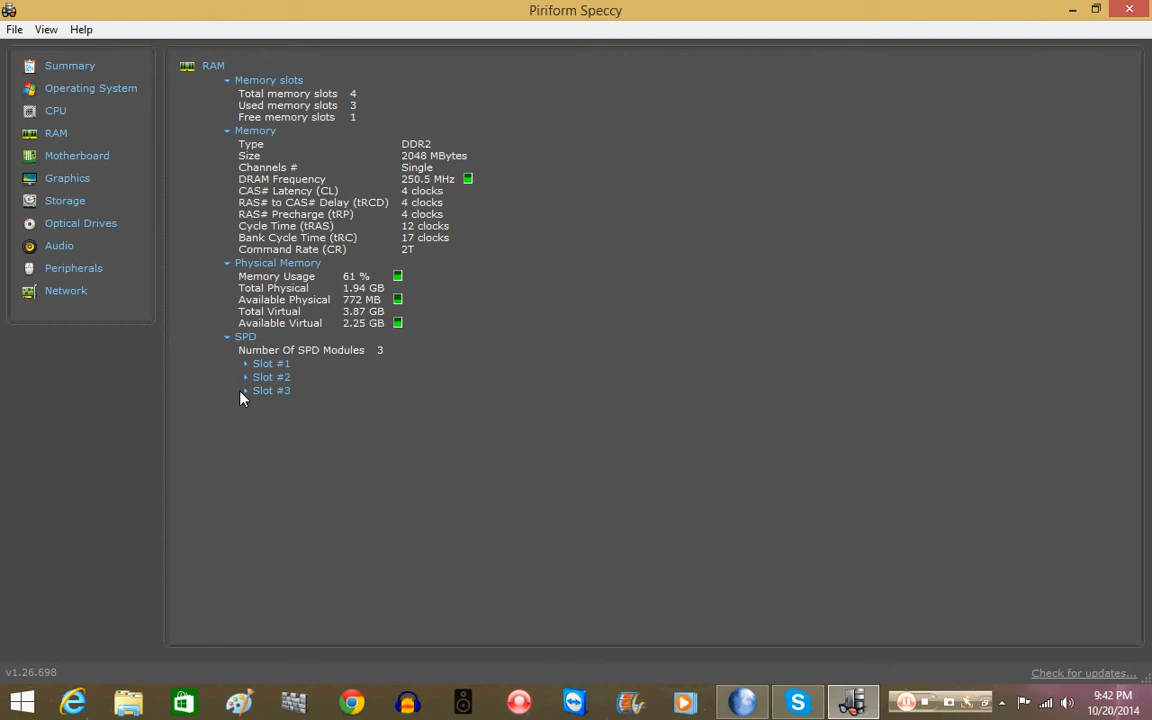 Piriform Speccy
File View Help
Summary
Operating System
CPU
RAM
Motherboard
Graphics
Storage
Optical Drives
Audio
Peripherals
Network
RAM
Memory slots
Total memory slots 4
Used memory slots 3
Free memory slots 1
Memory
Type DDR2
Size 2048 MBytes
Channels # Single
DRAM Frequency 250.5 MHz
CAS# Latency (CL) 4 clocks
RAS# to CAS# Delay (tRCD) 4 clocks
RAS# Precharge (tRP) 4 clocks
Cycle Time (tRAS) 12 clocks
Bank Cycle Time (tRC) 17 clocks
Command Rate (CR) 2T
Physical Memory
Memory Usage 61 %
Total Physical 1.94 GB
Available Physical 772 MB
Total Virtual 3.87 GB
Available Virtual 2.25 GB
SPD
Number Of SPD Modules 3
Slot #1
Slot #2
Slot #3
v1.26.698
Check for updates...
9:42 PM
10/20/2014